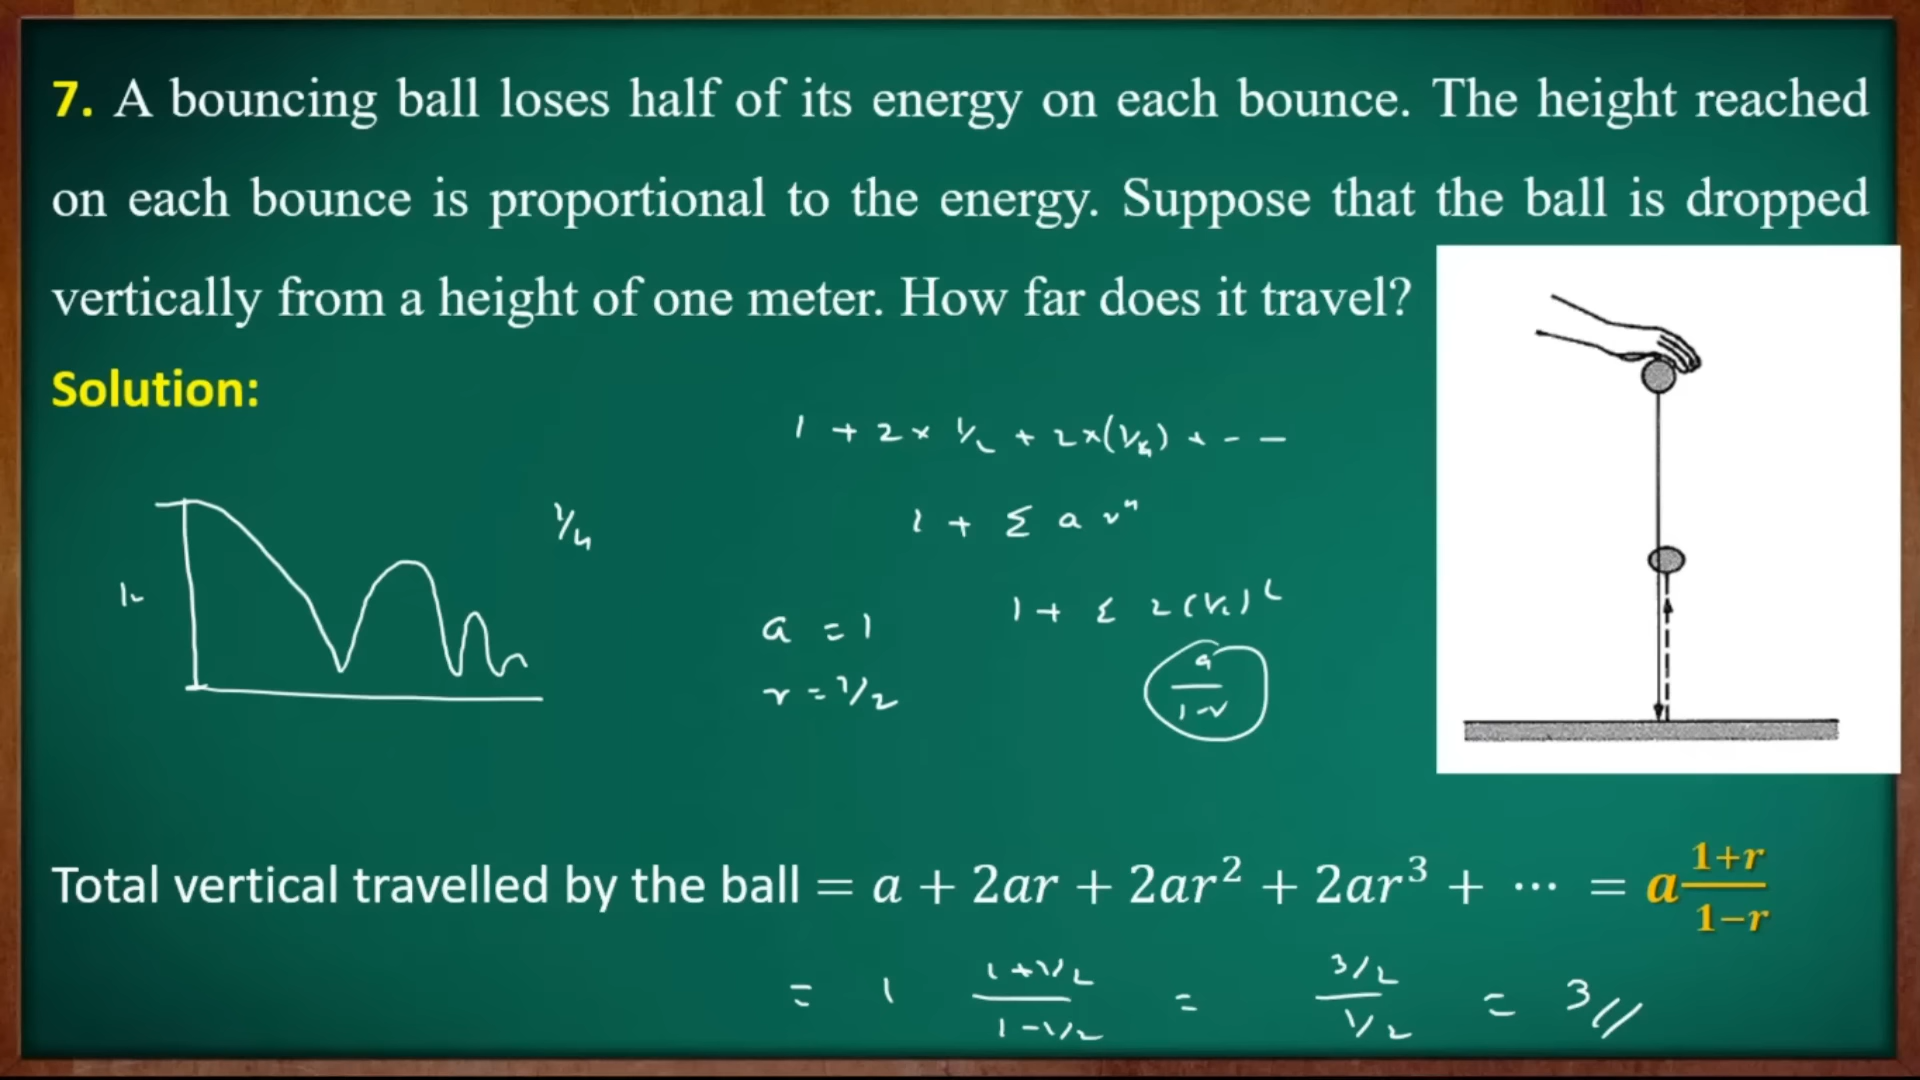 7. A bouncing ball loses half of its energy on each bounce. The height reached
on each bounce is proportional to the energy. Suppose that the ball is dropped
vertically from a height of one meter. How far does it travel?
Solution:
1 + 2 × 1/2 + 2×(1/4) + - -
1/4
1 + Σ a rⁿ
1 + Σ 2(1/2)
a = 1
r = 1/2
a/1-r
Total vertical travelled by the ball = a + 2ar + 2ar² + 2ar³ + ⋯ = a 1+r/1−r
= 1 1+1/2/1-1/2 = 3/2/1/2 = 3//